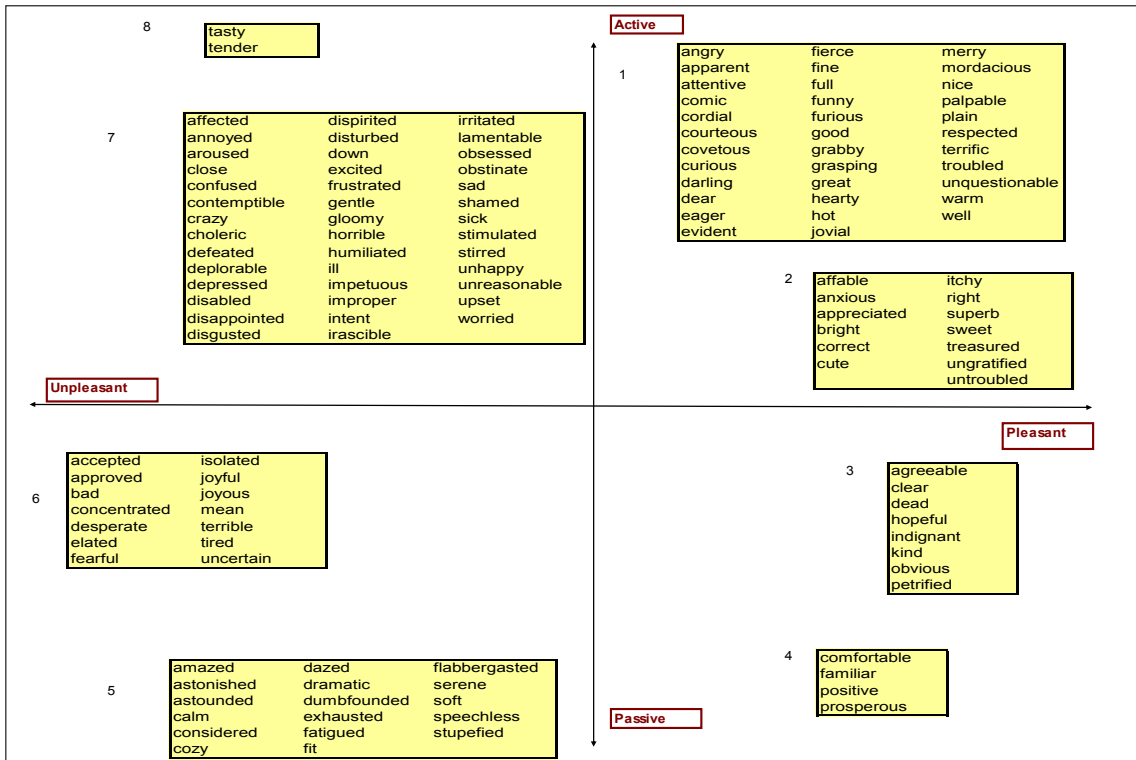 8
tasty
tender
Active
1
angry fierce merry
apparent fine mordacious
attentive full nice
comic funny palpable
cordial furious plain
courteous good respected
covetous grabby terrific
curious grasping troubled
darling great unquestionable
dear hearty warm
eager hot well
evident jovial
7
affected dispirited irritated
annoyed disturbed lamentable
aroused down obsessed
close excited obstinate
confused frustrated sad
contemptible gentle shamed
crazy gloomy sick
choleric horrible stimulated
defeated humiliated stirred
deplorable ill unhappy
depressed impetuous unreasonable
disabled improper upset
disappointed intent worried
disgusted irascible
2
affable itchy
anxious right
appreciated superb
bright sweet
correct treasured
cute ungratified
untroubled
Unpleasant
Pleasant
6
accepted isolated
approved joyful
bad joyous
concentrated mean
desperate terrible
elated tired
fearful uncertain
3
agreeable
clear
dead
hopeful
indignant
kind
obvious
petrified
5
amazed dazed flabbergasted
astonished dramatic serene
astounded dumbfounded soft
calm exhausted speechless
considered fatigued stupefied
cozy fit
4
comfortable
familiar
positive
prosperous
Passive